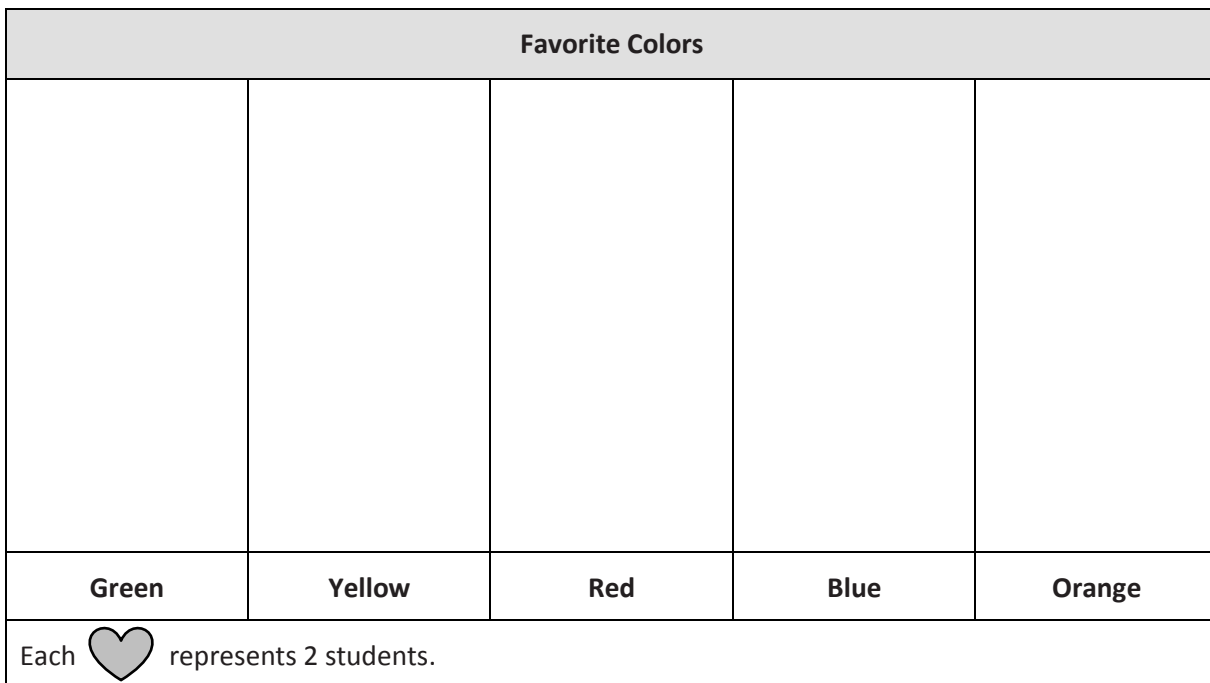 Favorite Colors
Green Yellow Red Blue Orange
Each represents 2 students.